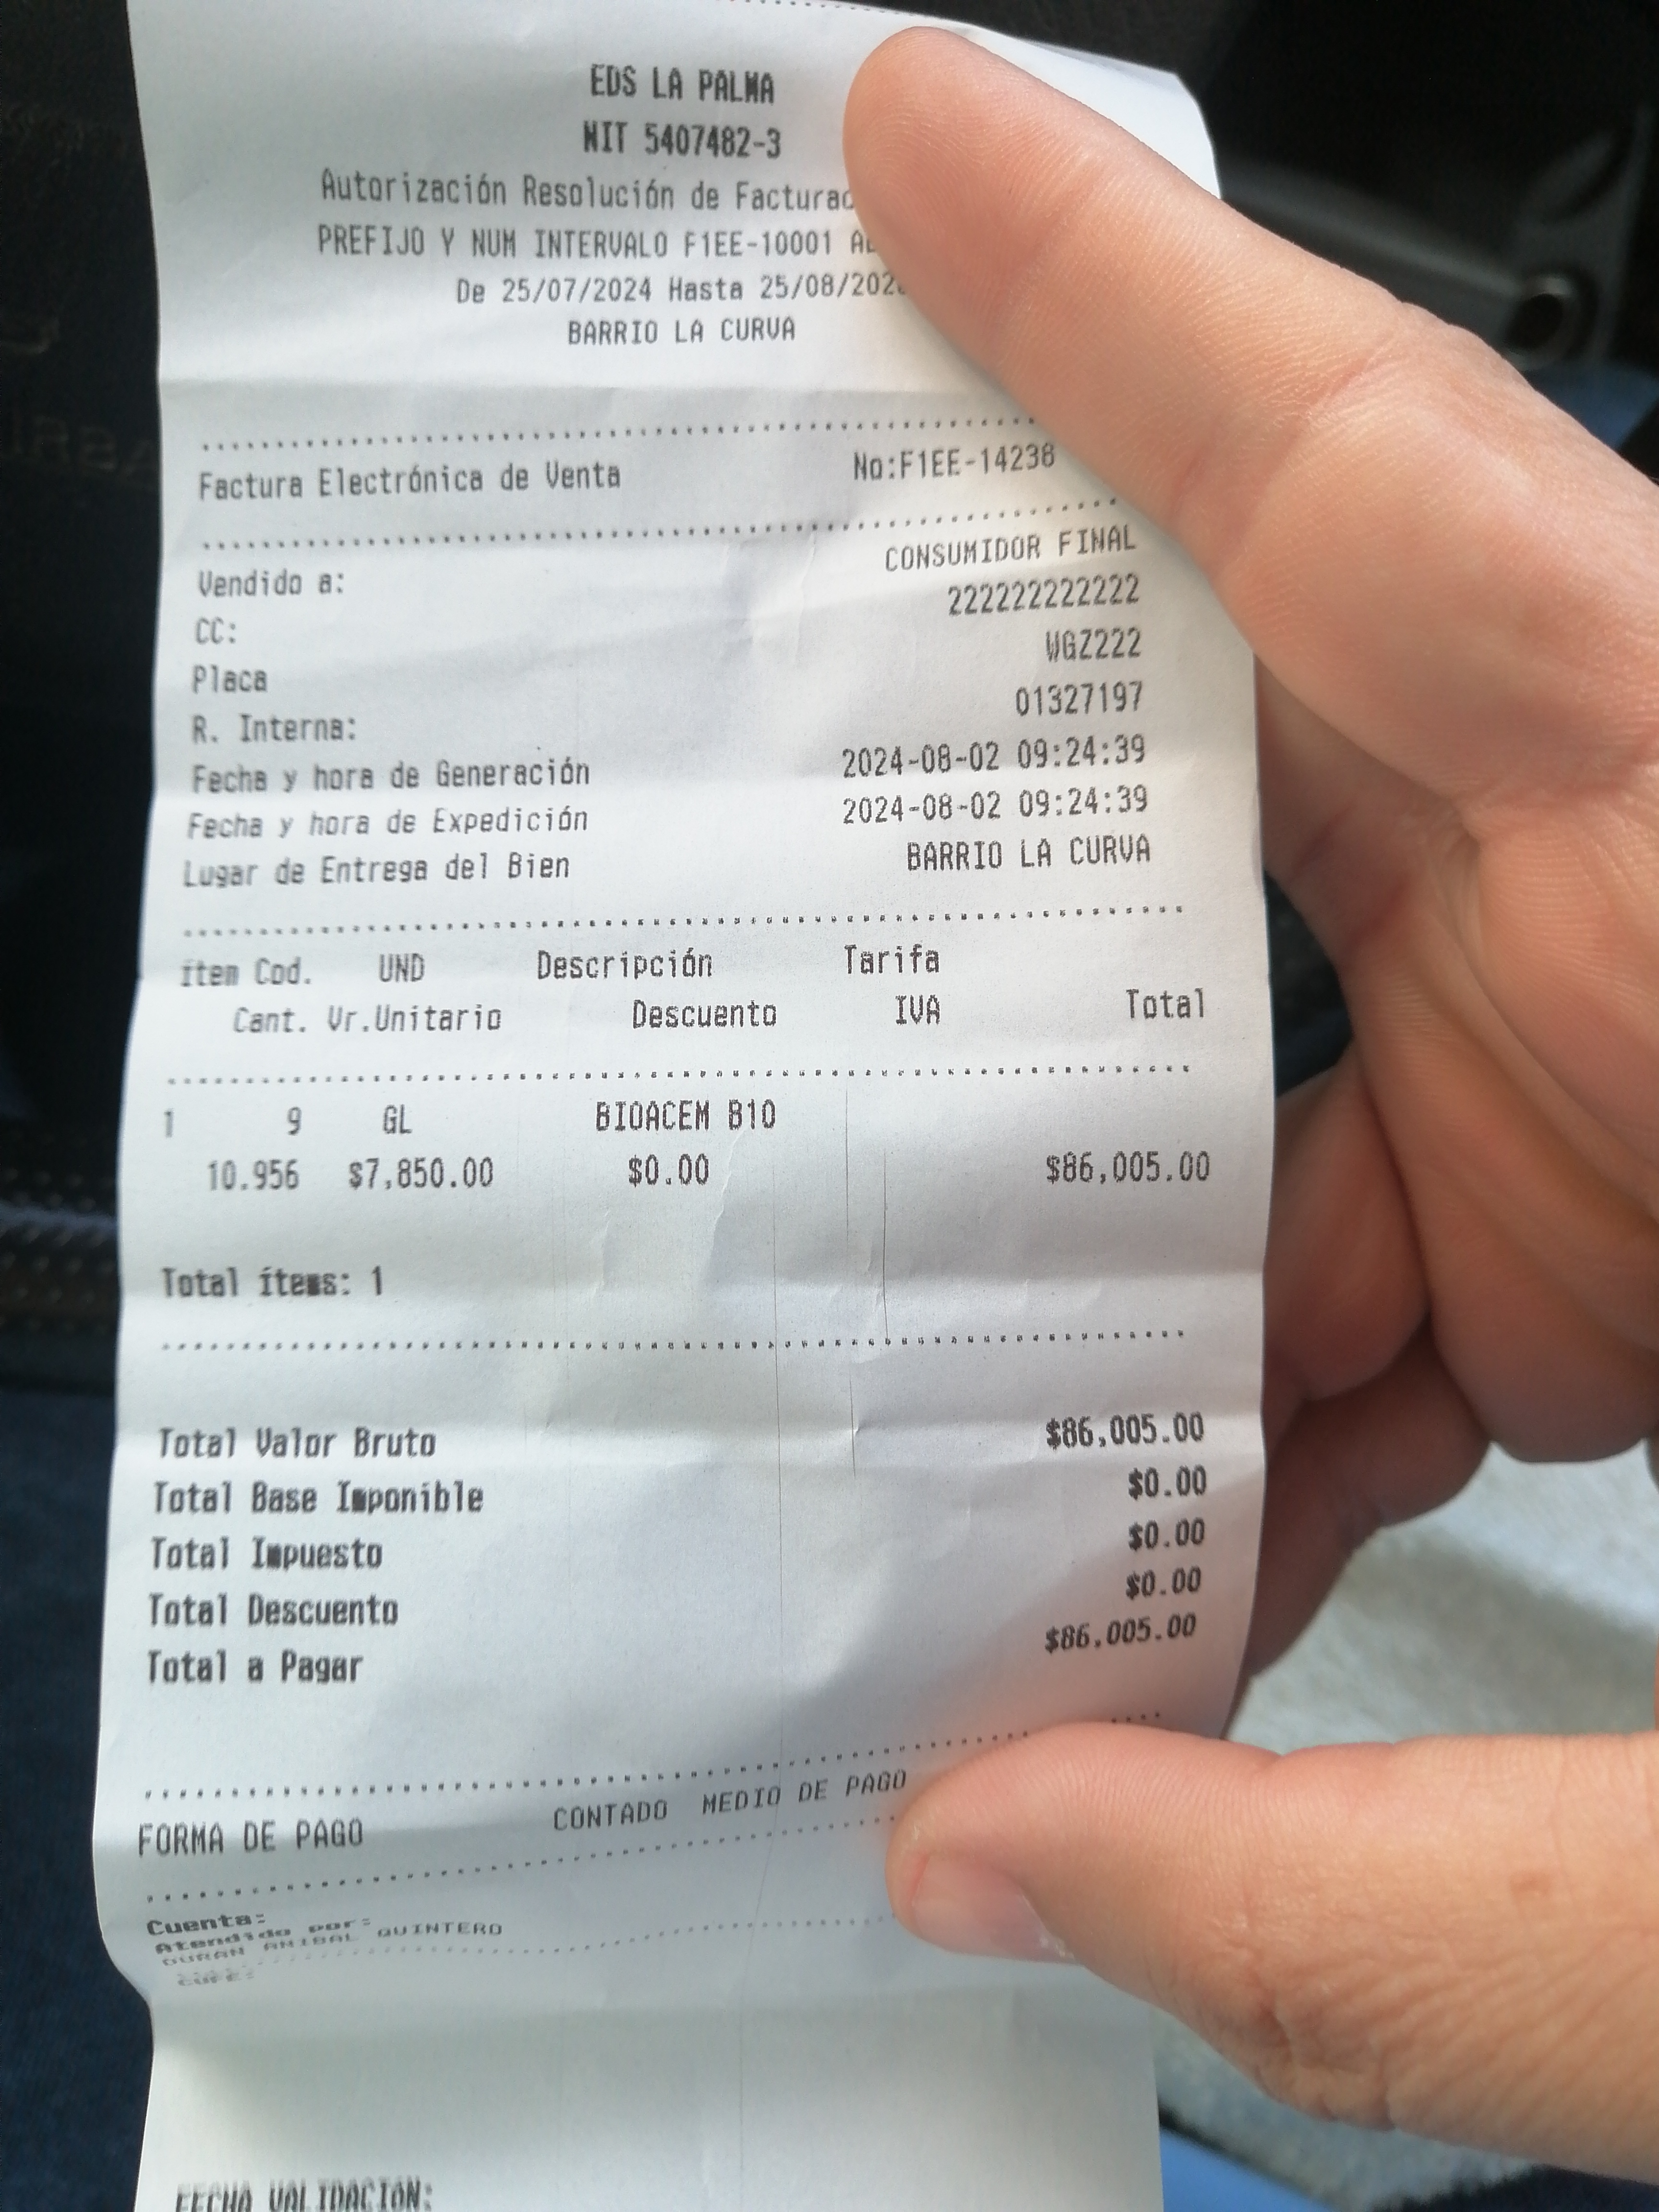 EDS LA PALMA
NIT 5407482-3
Autorización Resolución de Facturac
PREFIJO Y NUM INTERVALO F1EE-10001 A
De 25/07/2024 Hasta 25/08/202
BARRIO LA CURVA
Factura Electrónica de Venta No:F1EE-14238
Vendido a: CONSUMIDOR FINAL
CC: 222222222222
Placa WGZ222
R. Interna: 01327197
Fecha y hora de Generación 2024-08-02 09:24:39
Fecha y hora de Expedición 2024-08-02 09:24:39
Lugar de Entrega del Bien BARRIO LA CURVA
ítem Cod. UND Descripción Tarifa
Cant. Vr.Unitario Descuento IVA Total
1 9 GL BIOACEM B10
10.956 $7,850.00 $0.00 $86,005.00
Total ítems: 1
Total Valor Bruto $86,005.00
Total Base Imponible $0.00
Total Impuesto $0.00
Total Descuento $0.00
Total a Pagar $86,005.00
FORMA DE PAGO CONTADO MEDIO DE PAGO
Cuenta:
Atendido por:
DURAN ANIBAL QUINTERO
CUFE:
FECHA VALIDACIÓN: